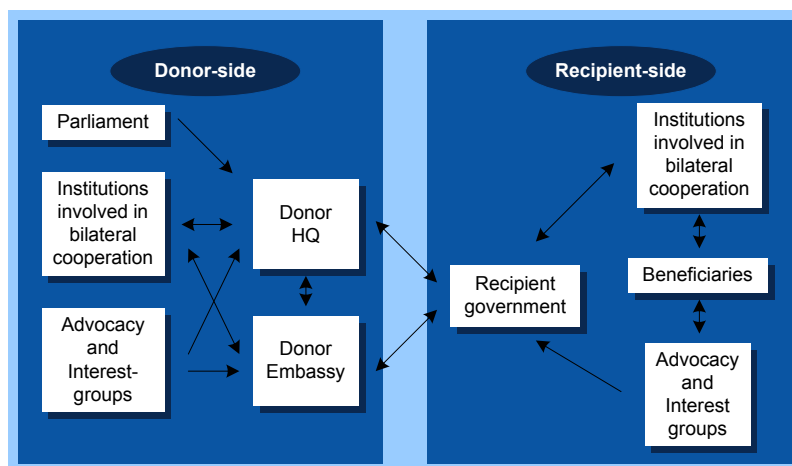 Donor-side
Parliament
Institutions
involved in
bilateral
cooperation
Advocacy
and
Interest-
groups
Donor
HQ
Donor
Embassy
Recipient-side
Recipient
government
Institutions
involved in
bilateral
cooperation
Beneficiaries
Advocacy
and
Interest
groups